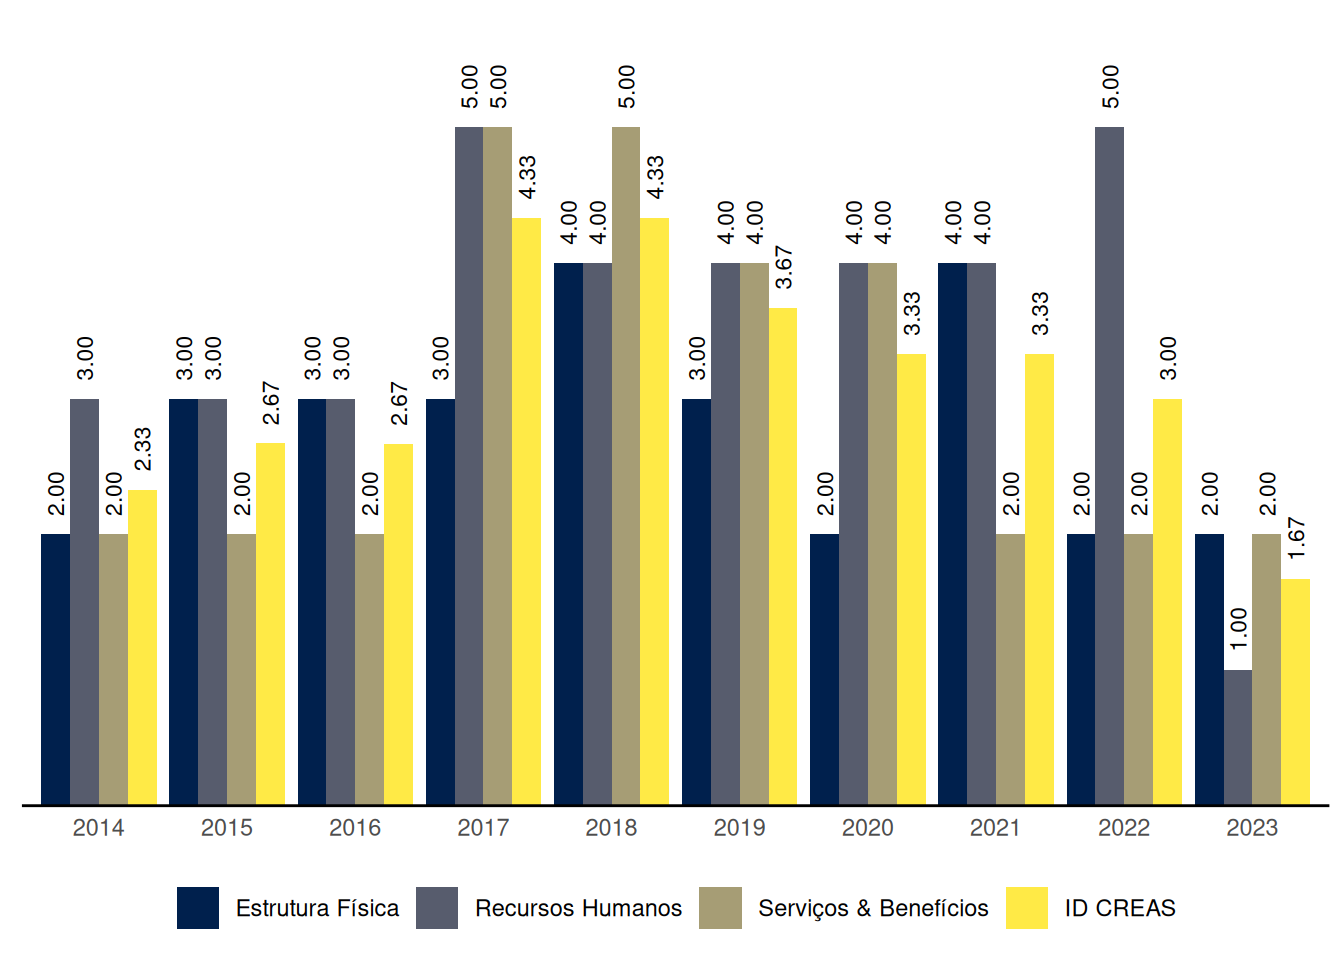 5.00 5.00 5.00 5.00
4.33 4.33
4.00 4.00 4.00 4.00 4.00 4.00 4.00 4.00
3.67
3.33 3.33
3.00 3.00 3.00 3.00 3.00 3.00 3.00 3.00
2.67 2.67
2.33
2.00 2.00 2.00 2.00 2.00 2.00 2.00 2.00 2.00 2.00
1.67
1.00
2014 2015 2016 2017 2018 2019 2020 2021 2022 2023
Estrutura Física Recursos Humanos Serviços & Benefícios ID CREAS